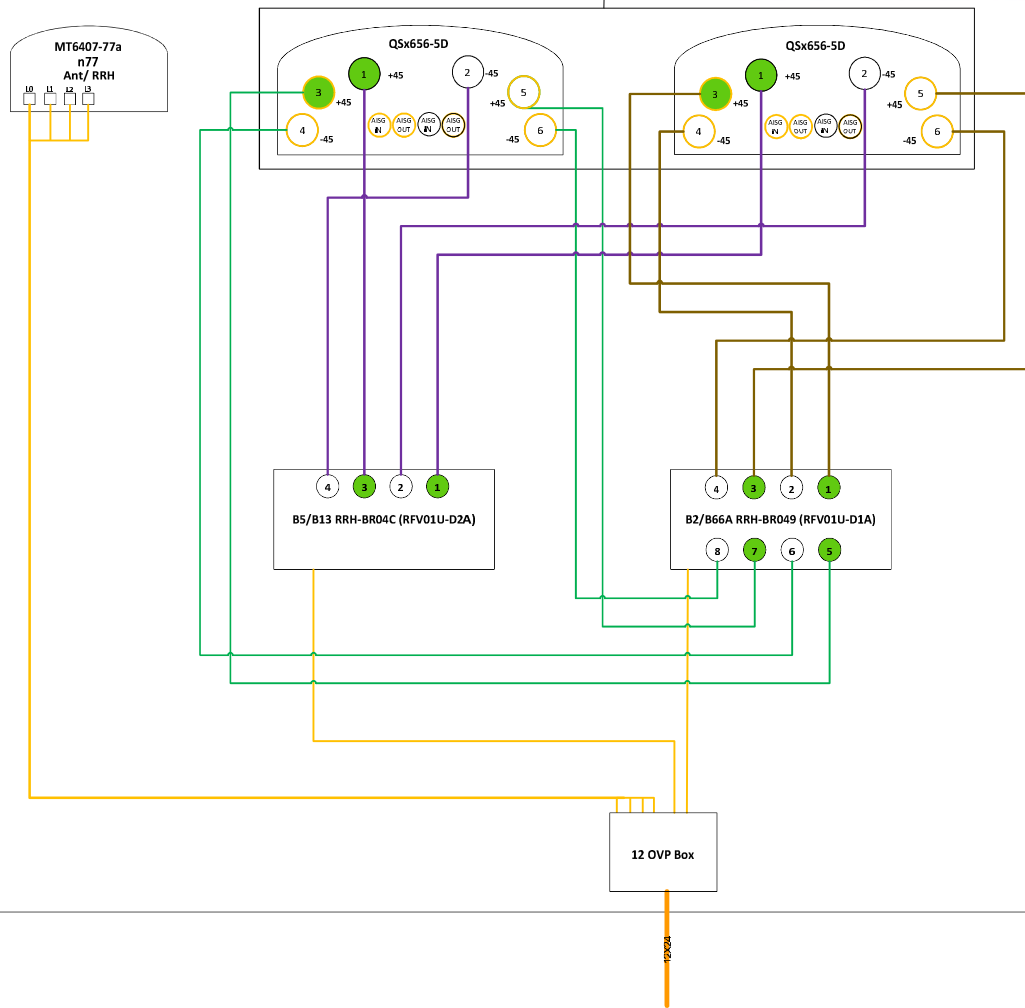 MT6407-77a
n77
Ant/ RRH
L0 L1 L2 L3
QSx656-5D
1 +45
2 -45
3 +45
4 -45
5 +45
6 -45
AISG IN
AISG OUT
AISG IN
AISG OUT
QSx656-5D
1 +45
2 -45
3 +45
4 -45
5 +45
6 -45
AISG IN
AISG OUT
AISG IN
AISG OUT
4 3 2 1
B5/B13 RRH-BR04C (RFV01U-D2A)
4 3 2 1
B2/B66A RRH-BR049 (RFV01U-D1A)
8 7 6 5
12 OVP Box
12X24